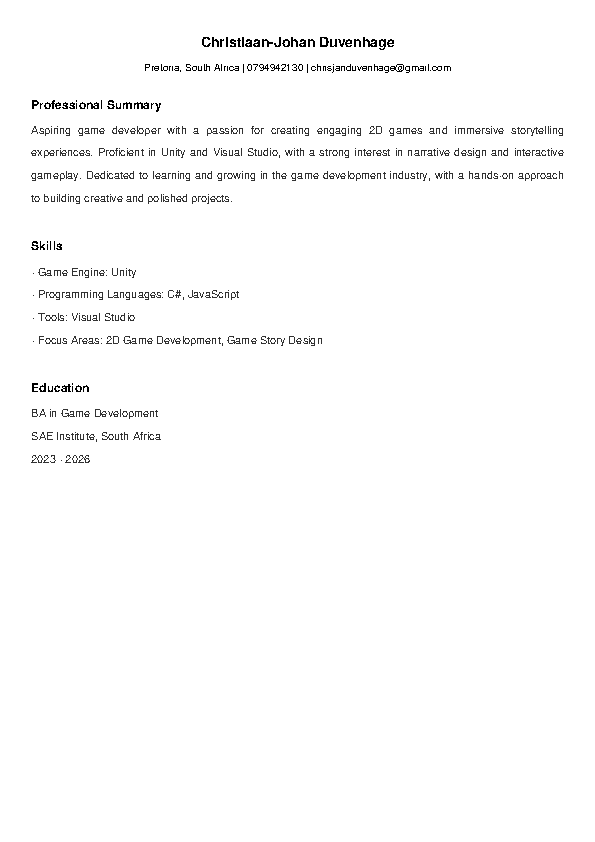 Christiaan-Johan Duvenhage
Pretoria, South Africa | 0794942130 | chrisjanduvenhage@gmail.com
Professional Summary
Aspiring game developer with a passion for creating engaging 2D games and immersive storytelling
experiences. Proficient in Unity and Visual Studio, with a strong interest in narrative design and interactive
gameplay. Dedicated to learning and growing in the game development industry, with a hands-on approach
to building creative and polished projects.
Skills
- Game Engine: Unity
- Programming Languages: C#, JavaScript
- Tools: Visual Studio
- Focus Areas: 2D Game Development, Game Story Design
Education
BA in Game Development
SAE Institute, South Africa
2023 - 2026